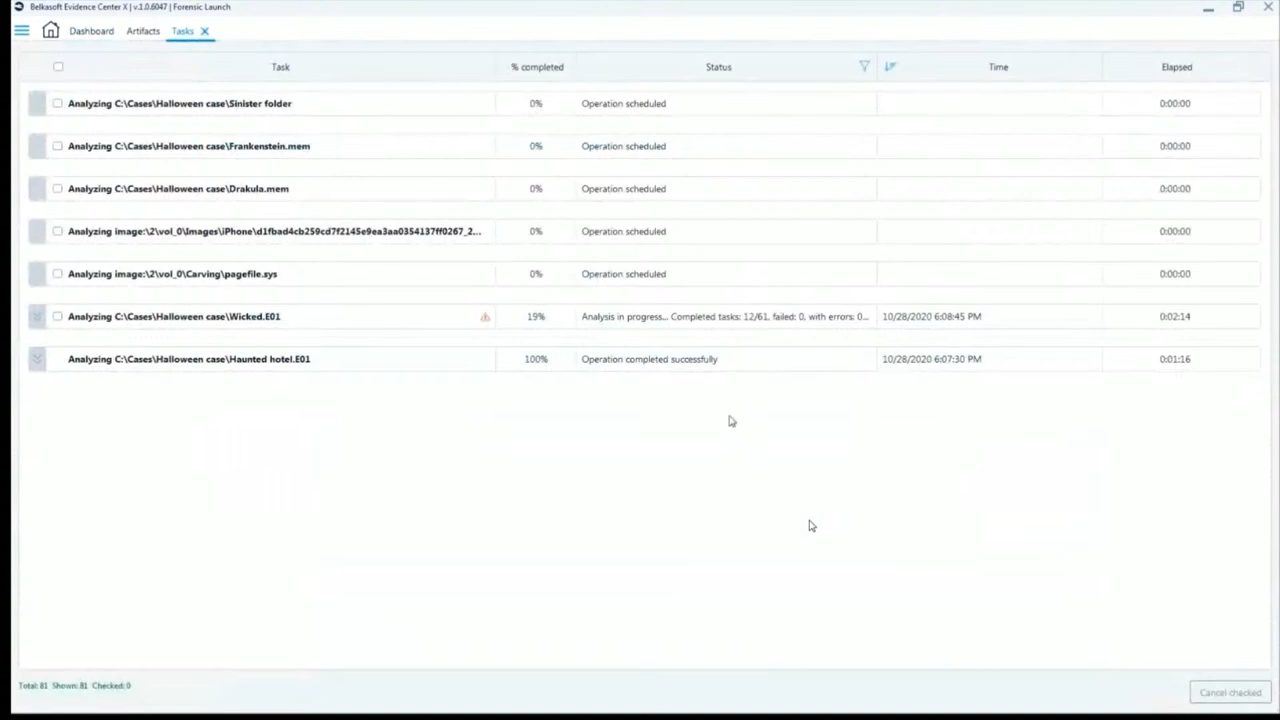 Belkasoft Evidence Center X | v.1.0.6047 | Forensic Launch
Dashboard Artifacts Tasks
Task % completed Status Time Elapsed
Analyzing C:\Cases\Halloween case\Sinister folder 0% Operation scheduled 0:00:00
Analyzing C:\Cases\Halloween case\Frankenstein.mem 0% Operation scheduled 0:00:00
Analyzing C:\Cases\Halloween case\Drakula.mem 0% Operation scheduled 0:00:00
Analyzing image:\2\vol_0\Images\iPhone\d1fbad4cb259cd7f2145e9ea3aa0354137ff0267_2... 0% Operation scheduled 0:00:00
Analyzing image:\2\vol_0\Carving\pagefile.sys 0% Operation scheduled 0:00:00
Analyzing C:\Cases\Halloween case\Wicked.E01 19% Analysis in progress... Completed tasks: 12/61, failed: 0, with errors: 0... 10/28/2020 6:08:45 PM 0:02:14
Analyzing C:\Cases\Halloween case\Haunted hotel.E01 100% Operation completed successfully 10/28/2020 6:07:30 PM 0:01:16
Total: 81 Shown: 81 Checked: 0
Cancel checked